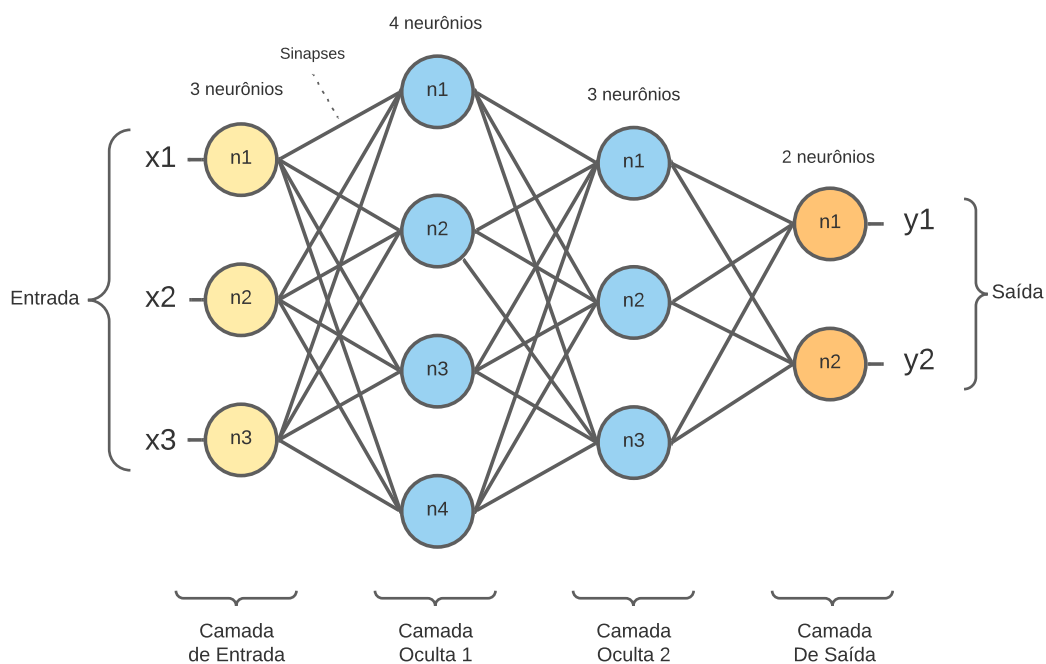 4 neurônios
Sinapses
3 neurônios
3 neurônios
2 neurônios
Entrada
x1
x2
x3
n1
n2
n3
n1
n2
n3
n4
n1
n2
n3
n1
n2
y1
y2
Saída
Camada
de Entrada
Camada
Oculta 1
Camada
Oculta 2
Camada
De Saída